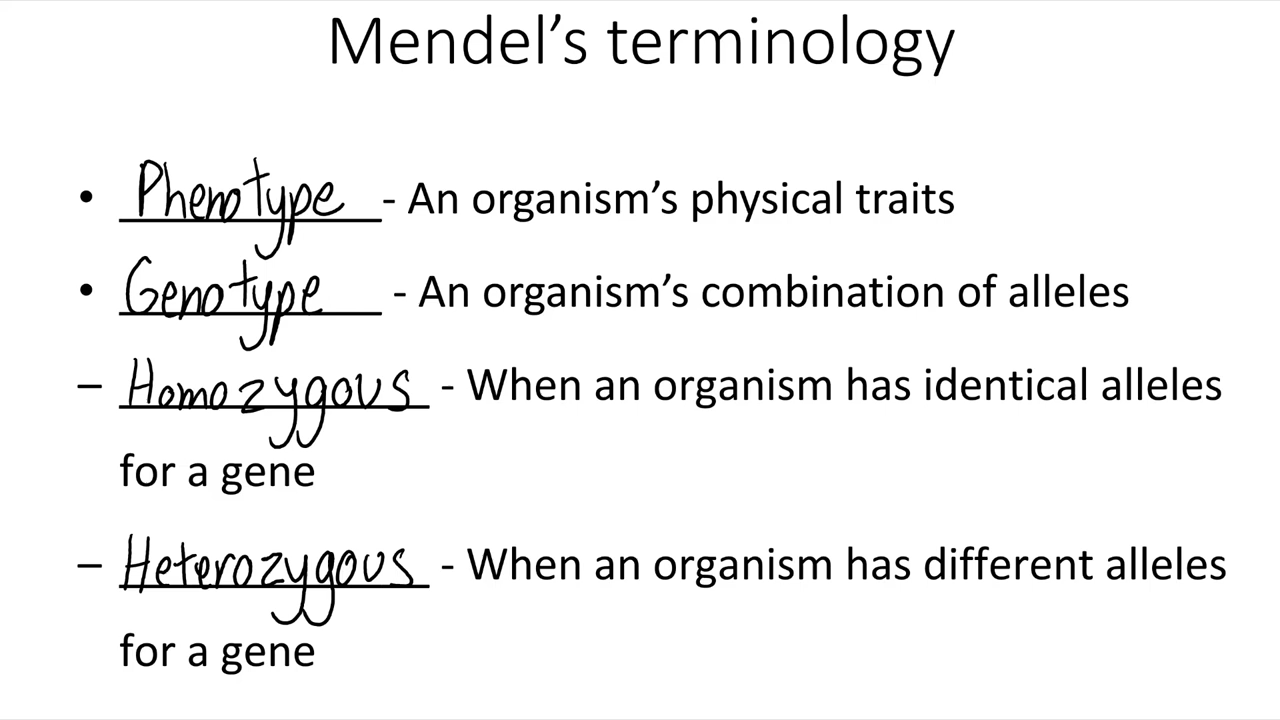 Mendel’s terminology
• Phenotype - An organism’s physical traits
• Genotype - An organism’s combination of alleles
– Homozygous - When an organism has identical alleles
for a gene
– Heterozygous - When an organism has different alleles
for a gene